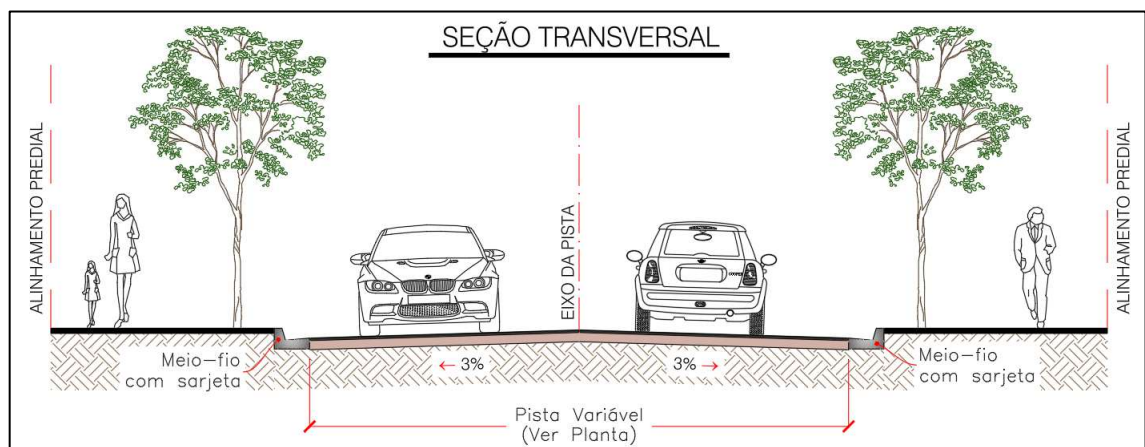 SEÇÃO TRANSVERSAL
ALINHAMENTO PREDIAL
EIXO DA PISTA
COOPER
ALINHAMENTO PREDIAL
Meio-fio
com sarjeta
← 3%
3% →
Meio-fio
com sarjeta
Pista Variável
(Ver Planta)